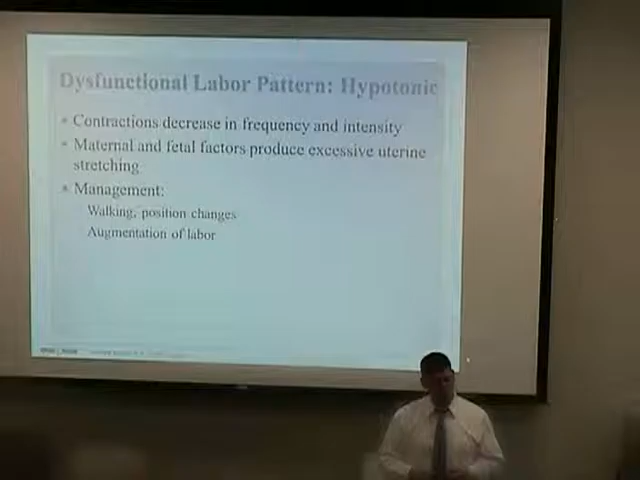 Dysfunctional Labor Pattern: Hypotonic
Contractions decrease in frequency and intensity
Maternal and fetal factors produce excessive uterine
stretching
Management:
Walking, position changes
Augmentation of labor